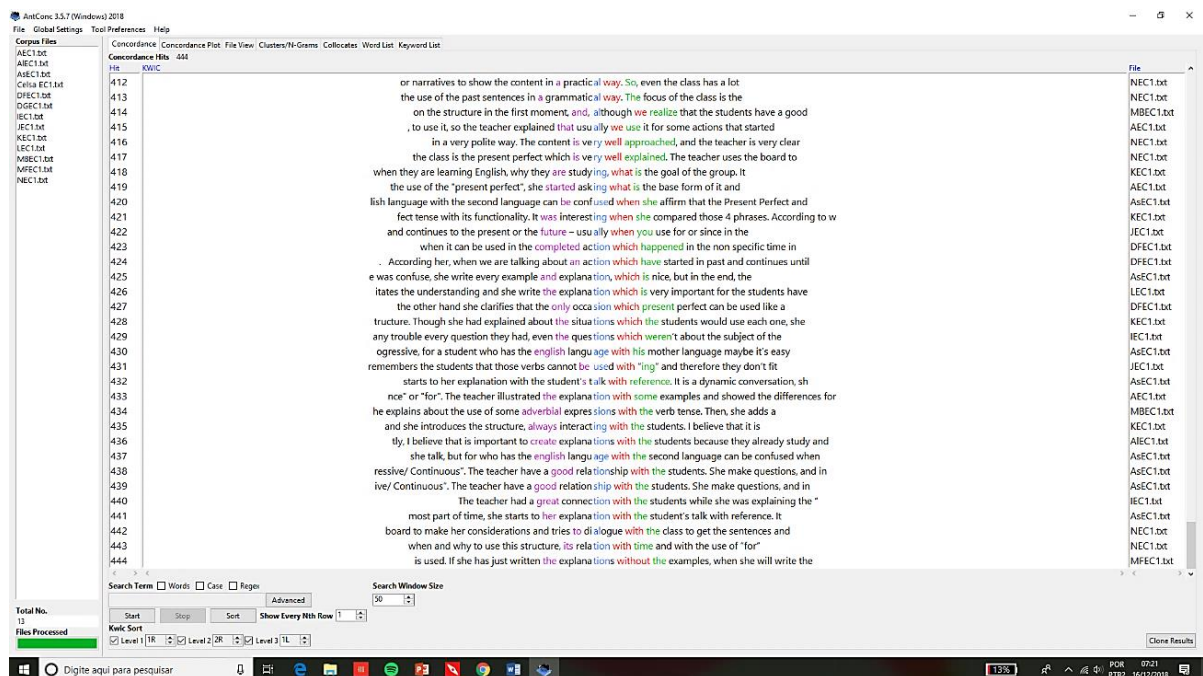 AntConc 3.5.7 (Windows) 2018
File Global Settings Tool Preferences Help
Corpus Files
AEC1.txt
AlEC1.txt
AsEC1.txt
Celsa EC1.txt
DFEC1.txt
DGEC1.txt
IEC1.txt
JEC1.txt
KEC1.txt
LEC1.txt
MBEC1.txt
MFEC1.txt
NEC1.txt
Concordance Concordance Plot File View Clusters/N-Grams Collocates Word List Keyword List
Concordance Hits 444
Hit KWIC File
412 or narratives to show the content in a practical way. So, even the class has a lot NEC1.txt
413 the use of the past sentences in a grammatical way. The focus of the class is the NEC1.txt
414 on the structure in the first moment, and, although we realize that the students have a good MBEC1.txt
415 , to use it, so the teacher explained that usually we use it for some actions that started AEC1.txt
416 in a very polite way. The content is very well approached, and the teacher is very clear NEC1.txt
417 the class is the present perfect which is very well explained. The teacher uses the board to NEC1.txt
418 when they are learning English, why they are studying, what is the goal of the group. It KEC1.txt
419 the use of the "present perfect", she started asking what is the base form of it and AEC1.txt
420 lish language with the second language can be confused when she affirm that the Present Perfect and AsEC1.txt
421 fect tense with its functionality. It was interesting when she compared those 4 phrases. According to w KEC1.txt
422 and continues to the present or the future – usually when you use for or since in the JEC1.txt
423 when it can be used in the completed action which happened in the non specific time in DFEC1.txt
424 . According her, when we are talking about an action which have started in past and continues until DFEC1.txt
425 e was confuse, she write every example and explanation, which is nice, but in the end, the AsEC1.txt
426 itates the understanding and she write the explanation which is very important for the students have LEC1.txt
427 the other hand she clarifies that the only occasion which present perfect can be used like a DFEC1.txt
428 tructure. Though she had explained about the situations which the students would use each one, she KEC1.txt
429 any trouble every question they had, even the questions which weren't about the subject of the IEC1.txt
430 ogressive, for a student who has the english language with his mother language maybe it's easy AsEC1.txt
431 remembers the students that those verbs cannot be used with "ing" and therefore they don't fit JEC1.txt
432 starts to her explanation with the student's talk with reference. It is a dynamic conversation, sh AsEC1.txt
433 nce" or "for". The teacher illustrated the explanation with some examples and showed the differences for AEC1.txt
434 he explains about the use of some adverbial expressions with the verb tense. Then, she adds a MBEC1.txt
435 and she introduces the structure, always interacting with the students. I believe that it is KEC1.txt
436 tly, I believe that is important to create explanations with the students because they already study and AlEC1.txt
437 she talk, but for who has the english language with the second language can be confused when AsEC1.txt
438 ressive/ Continuous". The teacher have a good relationship with the students. She make questions, and in AsEC1.txt
439 ive/ Continuous". The teacher have a good relationship with the students. She make questions, and in AsEC1.txt
440 The teacher had a great connection with the students while she was explaining the " IEC1.txt
441 most part of time, she starts to her explanation with the student's talk with reference. It AsEC1.txt
442 board to make her considerations and tries to dialogue with the class to get the sentences and NEC1.txt
443 when and why to use this structure, its relation with time and with the use of "for" NEC1.txt
444 is used. If she has just written the explanations without the examples, when she will write the MFEC1.txt
Search Term Words Case Regex
Search Window Size
Advanced
50
Start Stop Sort Show Every Nth Row 1
Kwic Sort
Level 1 1R Level 2 2R Level 3 1L
Total No.
13
Files Processed
Clone Results
Digite aqui para pesquisar
13%
POR 07:21
PTB2 16/12/2018